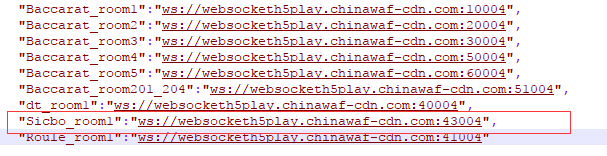 "Baccarat_room1":"ws://websocketh5play.chinawaf-cdn.com:10004",
"Baccarat_room2":"ws://websocketh5play.chinawaf-cdn.com:20004",
"Baccarat_room3":"ws://websocketh5play.chinawaf-cdn.com:30004",
"Baccarat_room4":"ws://websocketh5play.chinawaf-cdn.com:50004",
"Baccarat_room5":"ws://websocketh5play.chinawaf-cdn.com:60004",
"Baccarat_room201_204":"ws://websocketh5play.chinawaf-cdn.com:51004",
"dt_room1":"ws://websocketh5play.chinawaf-cdn.com:40004",
"Sicbo_room1":"ws://websocketh5play.chinawaf-cdn.com:43004",
"Roule_room1":"ws://websocketh5play.chinawaf-cdn.com:41004"